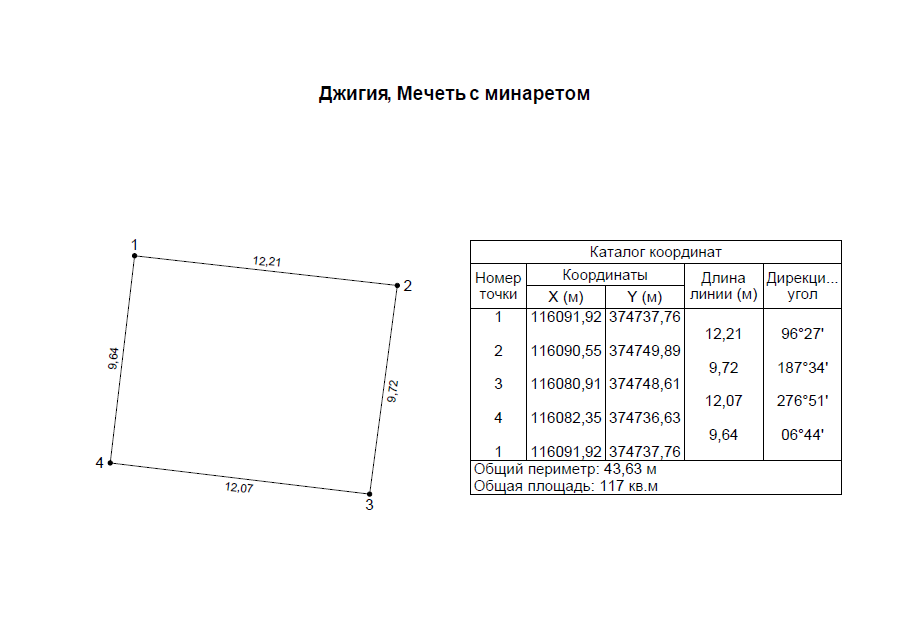 Джигия, Мечеть с минаретом
1
12,21
2
9,64
9,72
4
12,07
3
Каталог координат
Номер точки Координаты Длина линии (м) Дирекци... угол
X (м) Y (м)
1 116091,92 374737,76
12,21 96°27'
2 116090,55 374749,89
9,72 187°34'
3 116080,91 374748,61
12,07 276°51'
4 116082,35 374736,63
9,64 06°44'
1 116091,92 374737,76
Общий периметр: 43,63 м
Общая площадь: 117 кв.м